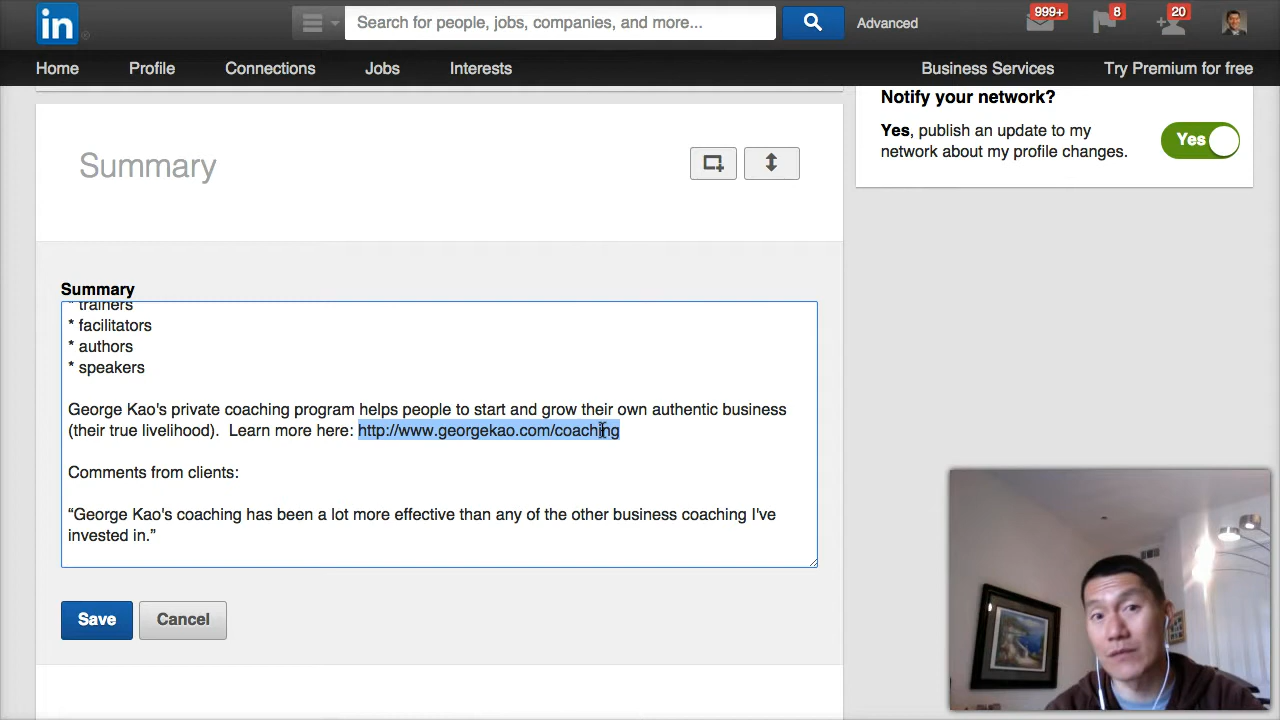 in
Search for people, jobs, companies, and more...
Advanced
999+
8
20
Home Profile Connections Jobs Interests Business Services Try Premium for free
Notify your network?
Yes, publish an update to my
network about my profile changes.
Yes
Summary
Summary
* trainers
* facilitators
* authors
* speakers
George Kao's private coaching program helps people to start and grow their own authentic business
(their true livelihood).  Learn more here: http://www.georgekao.com/coaching
Comments from clients:
“George Kao's coaching has been a lot more effective than any of the other business coaching I've
invested in.”
Save
Cancel